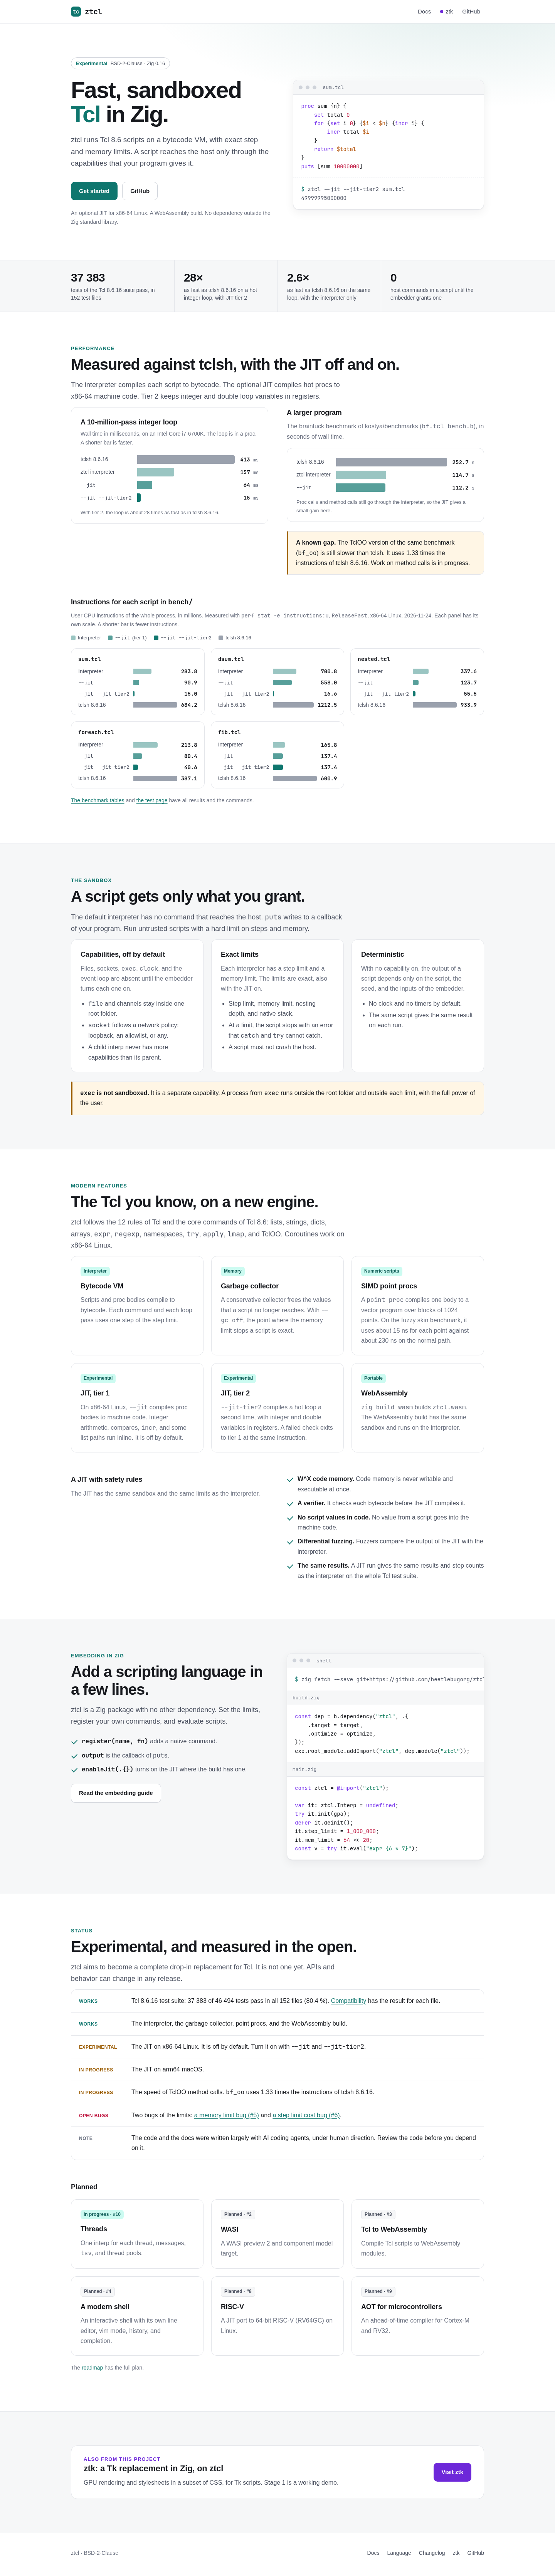 tc ztcl
Docs ztk GitHub
Experimental BSD-2-Clause · Zig 0.16
Fast, sandboxed
Tcl in Zig.
ztcl runs Tcl 8.6 scripts on a bytecode VM, with exact step
and memory limits. A script reaches the host only through the
capabilities that your program gives it.
Get started
GitHub
An optional JIT for x86-64 Linux. A WebAssembly build. No dependency outside the
Zig standard library.
sum.tcl
proc sum {n} {
set total 0
for {set i 0} {$i < $n} {incr i} {
incr total $i
}
return $total
}
puts [sum 10000000]
$ ztcl --jit --jit-tier2 sum.tcl
49999995000000
37 383
tests of the Tcl 8.6.16 suite pass, in
152 test files
28×
as fast as tclsh 8.6.16 on a hot
integer loop, with JIT tier 2
2.6×
as fast as tclsh 8.6.16 on the same
loop, with the interpreter only
0
host commands in a script until the
embedder grants one
PERFORMANCE
Measured against tclsh, with the JIT off and on.
The interpreter compiles each script to bytecode. The optional JIT compiles hot procs to
x86-64 machine code. Tier 2 keeps integer and double loop variables in registers.
A 10-million-pass integer loop
Wall time in milliseconds, on an Intel Core i7-6700K. The loop is in a proc.
A shorter bar is faster.
tclsh 8.6.16 413 ms
ztcl interpreter 157 ms
--jit 64 ms
--jit --jit-tier2 15 ms
With tier 2, the loop is about 28 times as fast as in tclsh 8.6.16.
A larger program
The brainfuck benchmark of kostya/benchmarks (bf.tcl bench.b), in
seconds of wall time.
tclsh 8.6.16 252.7 s
ztcl interpreter 114.7 s
--jit 112.2 s
Proc calls and method calls still go through the interpreter, so the JIT gives a
small gain here.
A known gap. The TclOO version of the same benchmark
(bf_oo) is still slower than tclsh. It uses 1.33 times the
instructions of tclsh 8.6.16. Work on method calls is in progress.
Instructions for each script in bench/
User CPU instructions of the whole process, in millions. Measured with perf stat -e instructions:u, ReleaseFast, x86-64 Linux, 2026-11-24. Each panel has its
own scale. A shorter bar is fewer instructions.
interpreter --jit (tier 1) --jit --jit-tier2 tclsh 8.6.16
sum.tcl
interpreter 283.8
--jit 90.9
--jit --jit-tier2 15.0
tclsh 8.6.16 684.2
dsum.tcl
interpreter 700.8
--jit 558.0
--jit --jit-tier2 16.6
tclsh 8.6.16 1212.5
nested.tcl
interpreter 337.6
--jit 123.7
--jit --jit-tier2 55.5
tclsh 8.6.16 933.9
foreach.tcl
interpreter 213.8
--jit 80.4
--jit --jit-tier2 40.6
tclsh 8.6.16 387.1
fib.tcl
interpreter 165.8
--jit 137.4
--jit --jit-tier2 137.4
tclsh 8.6.16 600.9
The benchmark tables and the test page have all results and the commands.
THE SANDBOX
A script gets only what you grant.
The default interpreter has no command that reaches the host. puts writes to a callback
of your program. Run untrusted scripts with a hard limit on steps and memory.
Capabilities, off by default
Files, sockets, exec, clock, and the
event loop are absent until the embedder
turns each one on.
file and channels stay inside one
root folder.
socket follows a network policy:
loopback, an allowlist, or any.
A child interp never has more
capabilities than its parent.
Exact limits
Each interpreter has a step limit and a
memory limit. The limits are exact, also
with the JIT on.
Step limit, memory limit, nesting
depth, and native stack.
At a limit, the script stops with an error
that catch and try cannot catch.
A script must not crash the host.
Deterministic
With no capability on, the output of a
script depends only on the script, the
seed, and the inputs of the embedder.
No clock and no timers by default.
The same script gives the same result
on each run.
exec is not sandboxed. It is a separate capability. A process from exec runs outside the root folder and outside each limit, with the full power of
the user.
MODERN FEATURES
The Tcl you know, on a new engine.
ztcl follows the 12 rules of Tcl and the core commands of Tcl 8.6: lists, strings, dicts,
arrays, expr, regexp, namespaces, try, apply, lmap, and TclOO. Coroutines work on
x86-64 Linux.
Interpreter
Bytecode VM
Scripts and proc bodies compile to
bytecode. Each command and each loop
pass uses one step of the step limit.
Memory
Garbage collector
A conservative collector frees the values
that a script no longer reaches. With --
gc off, the point where the memory
limit stops a script is exact.
Numeric scripts
SIMD point procs
A point proc compiles one body to a
vector program over blocks of 1024
points. On the fuzzy skin benchmark, it
uses about 15 ns for each point against
about 230 ns on the normal path.
Experimental
JIT, tier 1
On x86-64 Linux, --jit compiles proc
bodies to machine code. Integer
arithmetic, compares, incr, and some
list paths run inline. It is off by default.
Experimental
JIT, tier 2
--jit-tier2 compiles a hot loop a
second time, with integer and double
variables in registers. A failed check exits
to tier 1 at the same instruction.
Portable
WebAssembly
zig build wasm builds ztcl.wasm.
The WebAssembly build has the same
sandbox and runs on the interpreter.
A JIT with safety rules
The JIT has the same sandbox and the same limits as the interpreter.
W^X code memory. Code memory is never writable and
executable at once.
A verifier. It checks each bytecode before the JIT compiles it.
No script values in code. No value from a script goes into the
machine code.
Differential fuzzing. Fuzzers compare the output of the JIT with the
interpreter.
The same results. A JIT run gives the same results and step counts
as the interpreter on the whole Tcl test suite.
EMBEDDING IN ZIG
Add a scripting language in
a few lines.
ztcl is a Zig package with no other dependency. Set the limits,
register your own commands, and evaluate scripts.
register(name, fn) adds a native command.
output is the callback of puts.
enableJit(.{}) turns on the JIT where the build has one.
Read the embedding guide
shell
$ zig fetch --save git+https://github.com/beetlebugorg/ztc
build.zig
const dep = b.dependency("ztcl", .{
.target = target,
.optimize = optimize,
});
exe.root_module.addImport("ztcl", dep.module("ztcl"));
main.zig
const ztcl = @import("ztcl");
var it: ztcl.Interp = undefined;
try it.init(gpa);
defer it.deinit();
it.step_limit = 1_000_000;
it.mem_limit = 64 << 20;
const v = try it.eval("expr {6 * 7}");
STATUS
Experimental, and measured in the open.
ztcl aims to become a complete drop-in replacement for Tcl. It is not one yet. APIs and
behavior can change in any release.
WORKS Tcl 8.6.16 test suite: 37 383 of 46 494 tests pass in all 152 files (80.4 %). Compatibility has the result for each file.
WORKS The interpreter, the garbage collector, point procs, and the WebAssembly build.
EXPERIMENTAL The JIT on x86-64 Linux. It is off by default. Turn it on with --jit and --jit-tier2.
IN PROGRESS The JIT on arm64 macOS.
IN PROGRESS The speed of TclOO method calls. bf_oo uses 1.33 times the instructions of tclsh 8.6.16.
OPEN BUGS Two bugs of the limits: a memory limit bug (#5) and a step limit cost bug (#6).
NOTE The code and the docs were written largely with AI coding agents, under human direction. Review the code before you depend
on it.
Planned
In progress · #10
Threads
One interp for each thread, messages,
tsv, and thread pools.
Planned · #2
WASI
A WASI preview 2 and component model
target.
Planned · #3
Tcl to WebAssembly
Compile Tcl scripts to WebAssembly
modules.
Planned · #4
A modern shell
An interactive shell with its own line
editor, vim mode, history, and
completion.
Planned · #8
RISC-V
A JIT port to 64-bit RISC-V (RV64GC) on
Linux.
Planned · #9
AOT for microcontrollers
An ahead-of-time compiler for Cortex-M
and RV32.
The roadmap has the full plan.
ALSO FROM THIS PROJECT
ztk: a Tk replacement in Zig, on ztcl
GPU rendering and stylesheets in a subset of CSS, for Tk scripts. Stage 1 is a working demo.
Visit ztk
ztcl · BSD-2-Clause
Docs Language Changelog ztk GitHub